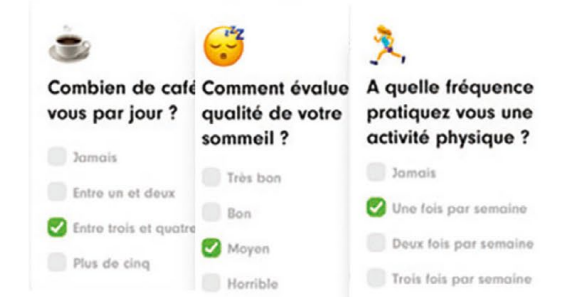 Combien de café
vous par jour ?
Jamais
Entre un et deux
Entre trois et quatre
Plus de cinq
Comment évalue
qualité de votre
sommeil ?
Très bon
Bon
Moyen
Horrible
A quelle fréquence
pratiquez vous une
activité physique ?
Jamais
Une fois par semaine
Deux fois par semaine
Trois fois par semaine